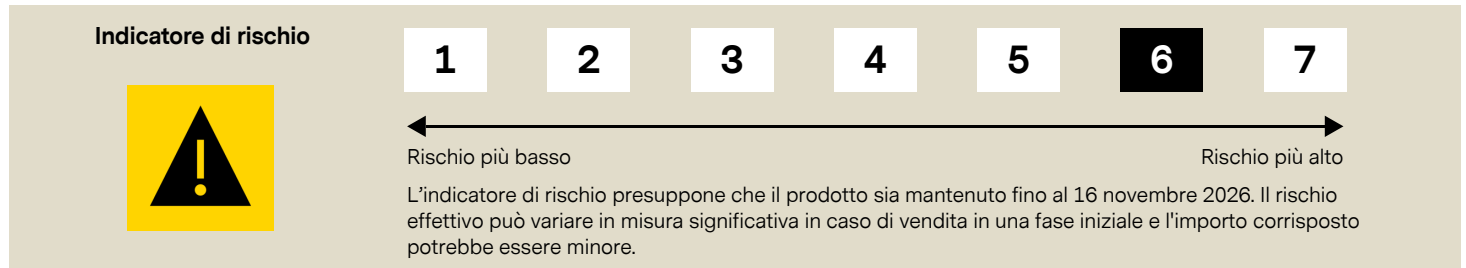 Indicatore di rischio
1 2 3 4 5 6 7
Rischio più basso
Rischio più alto
L’indicatore di rischio presuppone che il prodotto sia mantenuto fino al 16 novembre 2026. Il rischio
effettivo può variare in misura significativa in caso di vendita in una fase iniziale e l'importo corrisposto
potrebbe essere minore.